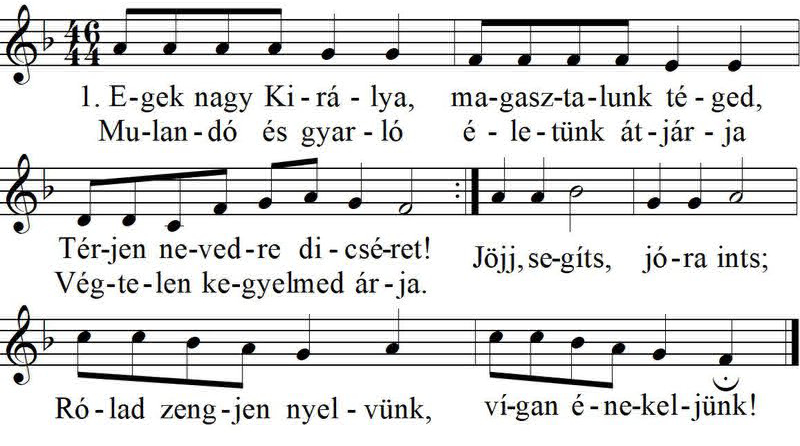 46
44
1. E-gek nagy Ki-rá-lya, ma-gasz-ta-lunk té-ged,
Mu-lan-dó és gyar-ló é-le-tünk át-jár-ja
Tér-jen ne-ved-re di-csé-ret! Jöjj, se-gíts, jó-ra ints;
Vég-te-len ke-gyelmed ár-ja.
Ró-lad zeng-jen nyel-vünk, ví-gan é-ne-kel-jünk!